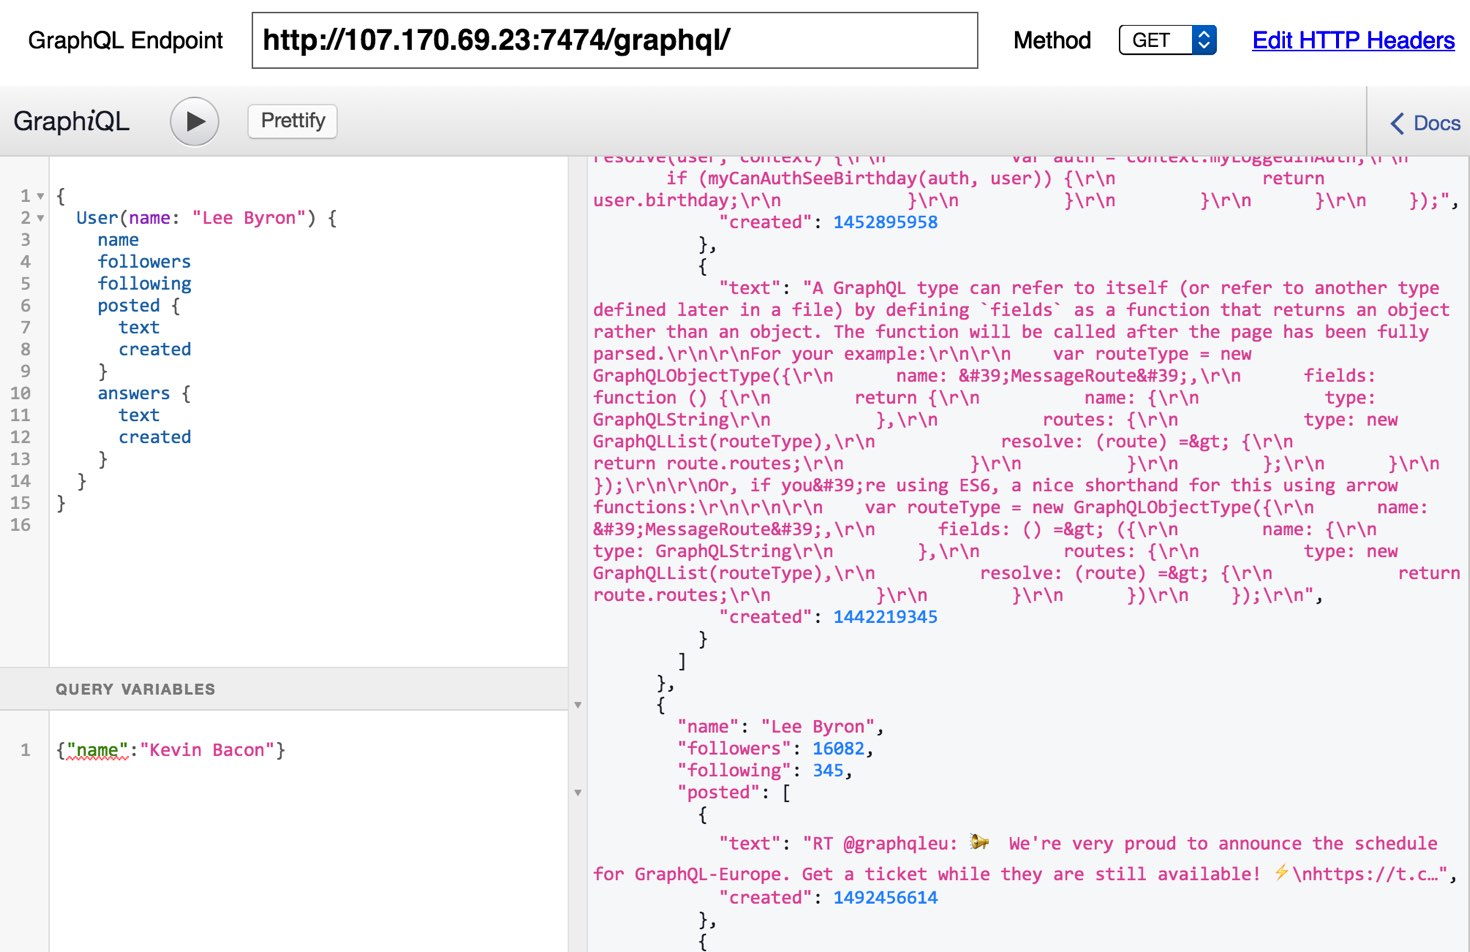 GraphQL Endpoint
http://107.170.69.23:7474/graphql/
Method
GET
Edit HTTP Headers
GraphiQL
Prettify
Docs
1
{
2
User(name: "Lee Byron") {
3
name
4
followers
5
following
6
posted {
7
text
8
created
9
}
10
answers {
11
text
12
created
13
}
14
}
15
}
16
QUERY VARIABLES
1
{"name":"Kevin Bacon"}
resolve(user, context) {\r\n var auth = context.myLoggedInAuth;\r\n
if (myCanAuthSeeBirthday(auth, user)) {\r\n return
user.birthday;\r\n }\r\n }\r\n }\r\n }\r\n });",
"created": 1452895958
},
{
"text": "A GraphQL type can refer to itself (or refer to another type
defined later in a file) by defining `fields` as a function that returns an object
rather than an object. The function will be called after the page has been fully
parsed.\r\n\r\nFor your example:\r\n\r\n var routeType = new
GraphQLObjectType({\r\n name: &#39;MessageRoute&#39;,\r\n fields:
function () {\r\n return {\r\n name: {\r\n type:
GraphQLString\r\n },\r\n routes: {\r\n type: new
GraphQLList(routeType),\r\n resolve: (route) =&gt; {\r\n
return route.routes;\r\n }\r\n }\r\n };\r\n }\r\n
});\r\n\r\nOr, if you&#39;re using ES6, a nice shorthand for this using arrow
functions:\r\n\r\n\r\n var routeType = new GraphQLObjectType({\r\n name:
&#39;MessageRoute&#39;,\r\n fields: () =&gt; ({\r\n name: {\r\n
type: GraphQLString\r\n },\r\n routes: {\r\n type: new
GraphQLList(routeType),\r\n resolve: (route) =&gt; {\r\n return
route.routes;\r\n }\r\n }\r\n })\r\n });\r\n",
"created": 1442219345
}
]
},
{
"name": "Lee Byron",
"followers": 16082,
"following": 345,
"posted": [
{
"text": "RT @graphqleu: 📯 We're very proud to announce the schedule
for GraphQL-Europe. Get a ticket while they are still available! ⚡\nhttps://t.c…",
"created": 1492456614
},
{